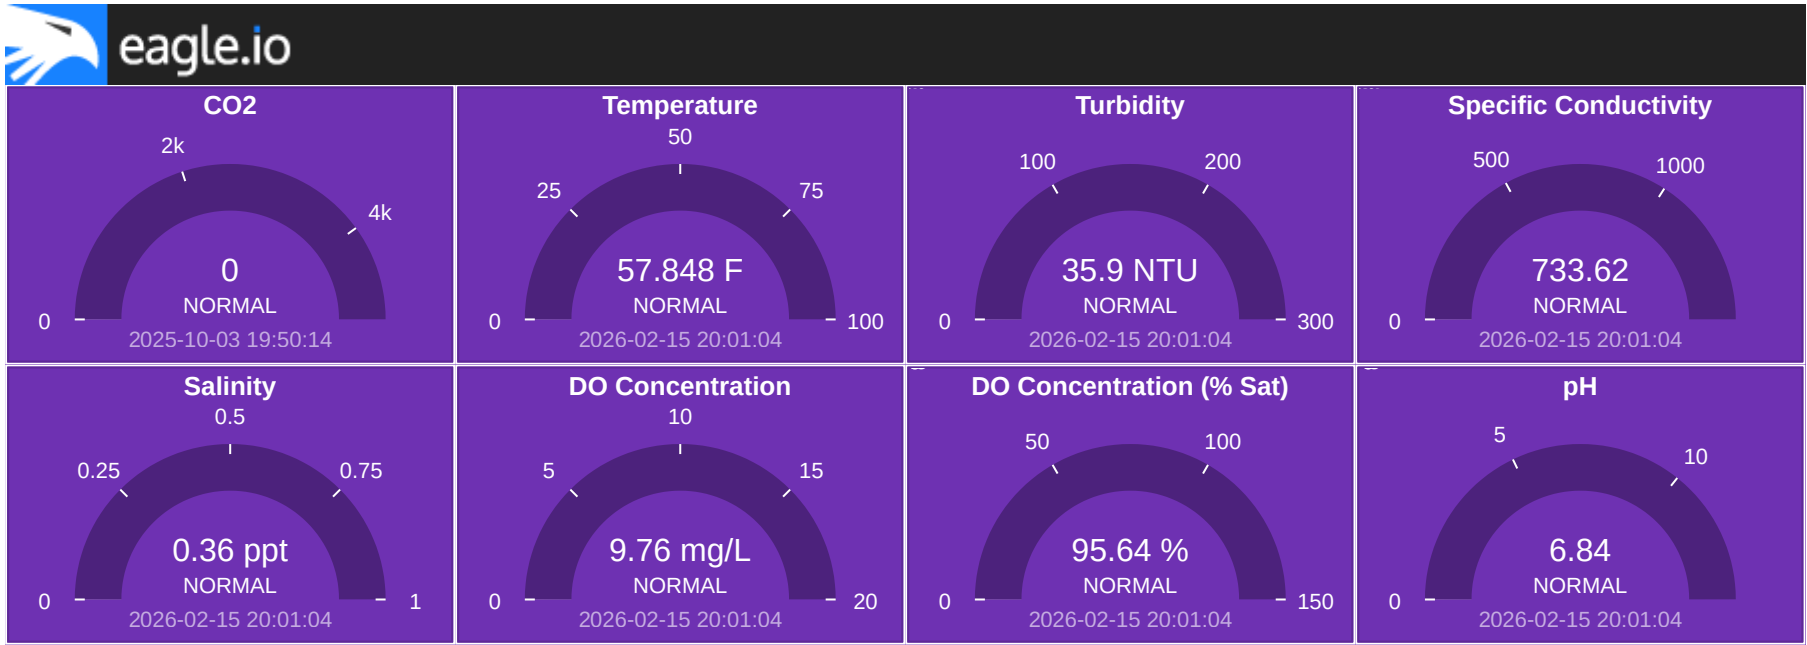 eagle.io
CO2
2k
4k
0
0
NORMAL
2025-10-03 19:50:14
Temperature
50
25
75
57.848 F
NORMAL
0
100
2026-02-15 20:01:04
Turbidity
100
200
35.9 NTU
NORMAL
0
300
2026-02-15 20:01:04
Specific Conductivity
500
1000
733.62
NORMAL
0
2026-02-15 20:01:04
Salinity
0.5
0.25
0.75
0.36 ppt
NORMAL
0
1
2026-02-15 20:01:04
DO Concentration
10
5
15
9.76 mg/L
NORMAL
0
20
2026-02-15 20:01:04
DO Concentration (% Sat)
50
100
95.64 %
NORMAL
0
150
2026-02-15 20:01:04
pH
5
10
6.84
NORMAL
0
2026-02-15 20:01:04